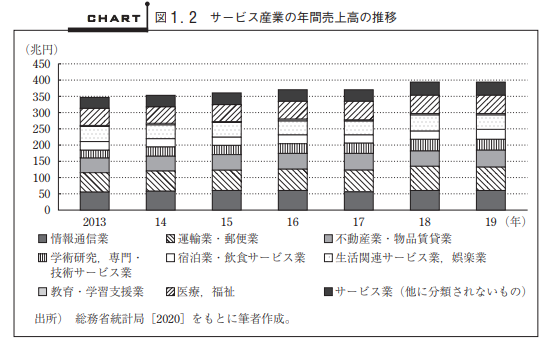 CHART 図1.2 サービス産業の年間売上高の推移
（兆円）
450
400
350
300
250
200
150
100
50
0
2013 14 15 16 17 18 19（年）
情報通信業 運輸業・郵便業 不動産業・物品賃貸業
学術研究，専門・技術サービス業 宿泊業・飲食サービス業 生活関連サービス業，娯楽業
教育・学習支援業 医療，福祉 サービス業（他に分類されないもの）
出所） 総務省統計局［2020］をもとに筆者作成。